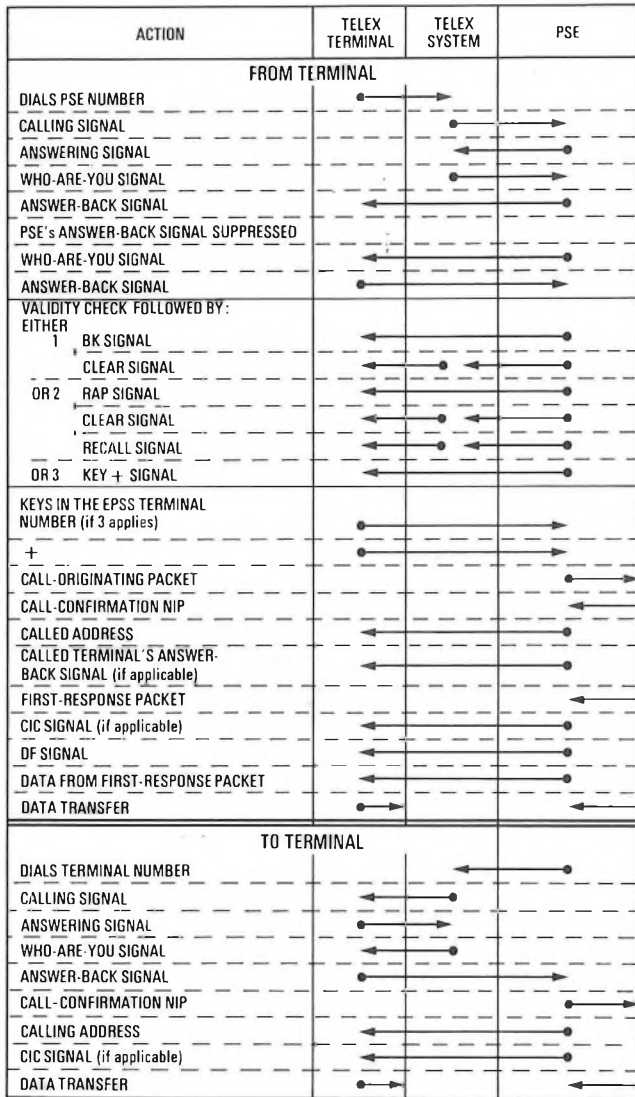 ACTION
TELEX TERMINAL
TELEX SYSTEM
PSE
FROM TERMINAL
DIALS PSE NUMBER
CALLING SIGNAL
ANSWERING SIGNAL
WHO-ARE-YOU SIGNAL
ANSWER-BACK SIGNAL
PSE's ANSWER-BACK SIGNAL SUPPRESSED
WHO-ARE-YOU SIGNAL
ANSWER-BACK SIGNAL
VALIDITY CHECK FOLLOWED BY:
EITHER
1 BK SIGNAL
CLEAR SIGNAL
OR 2 RAP SIGNAL
CLEAR SIGNAL
RECALL SIGNAL
OR 3 KEY + SIGNAL
KEYS IN THE EPSS TERMINAL
NUMBER (if 3 applies)
+
CALL-ORIGINATING PACKET
CALL-CONFIRMATION NIP
CALLED ADDRESS
CALLED TERMINAL'S ANSWER-
BACK SIGNAL (if applicable)
FIRST-RESPONSE PACKET
CIC SIGNAL (if applicable)
DF SIGNAL
DATA FROM FIRST-RESPONSE PACKET
DATA TRANSFER
TO TERMINAL
DIALS TERMINAL NUMBER
CALLING SIGNAL
ANSWERING SIGNAL
WHO-ARE-YOU SIGNAL
ANSWER-BACK SIGNAL
CALL-CONFIRMATION NIP
CALLING ADDRESS
CIC SIGNAL (if applicable)
DATA TRANSFER